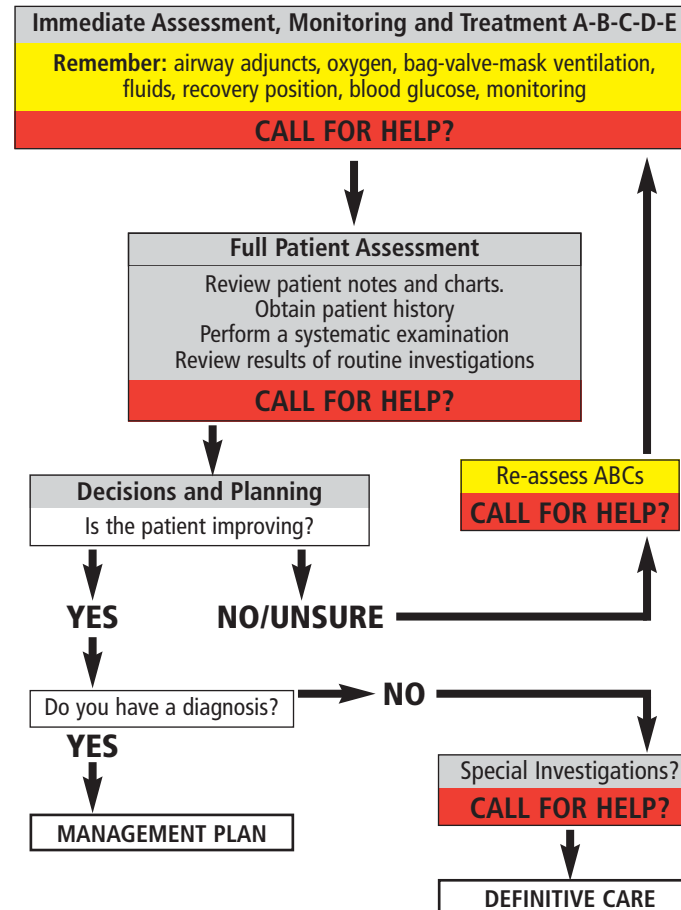 Immediate Assessment, Monitoring and Treatment A-B-C-D-E
Remember: airway adjuncts, oxygen, bag-valve-mask ventilation,
fluids, recovery position, blood glucose, monitoring
CALL FOR HELP?
Full Patient Assessment
Review patient notes and charts.
Obtain patient history
Perform a systematic examination
Review results of routine investigations
CALL FOR HELP?
Decisions and Planning
Is the patient improving?
Re-assess ABCs
CALL FOR HELP?
YES
NO/UNSURE
Do you have a diagnosis?
NO
YES
Special Investigations?
CALL FOR HELP?
MANAGEMENT PLAN
DEFINITIVE CARE